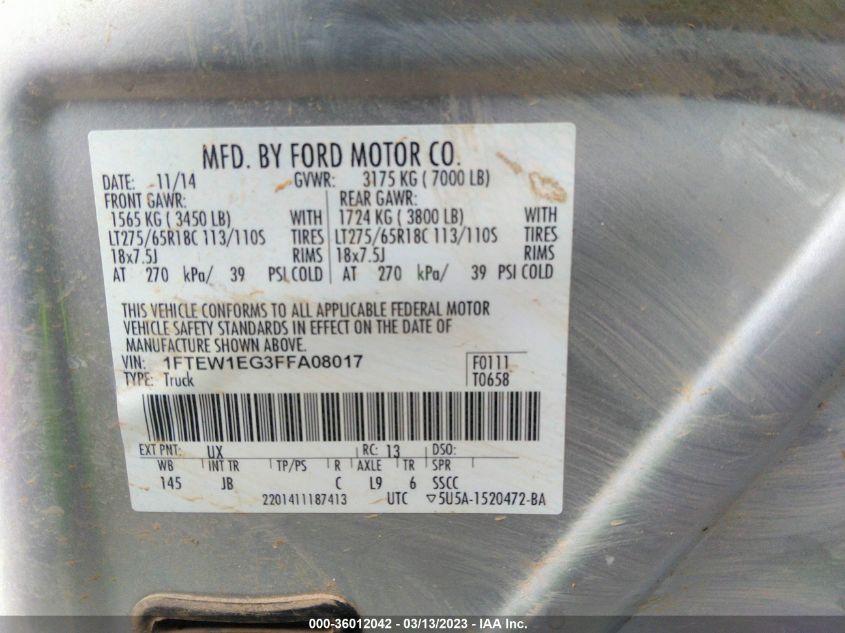 MFD. BY FORD MOTOR CO.
DATE: 11/14 GVWR: 3175 KG ( 7000 LB)
FRONT GAWR: REAR GAWR:
1565 KG ( 3450 LB) WITH 1724 KG ( 3800 LB) WITH
LT275/65R18C 113/110S TIRES LT275/65R18C 113/110S TIRES
18x7.5J RIMS 18x7.5J RIMS
AT 270 kPa/ 39 PSI COLD AT 270 kPa/ 39 PSI COLD
THIS VEHICLE CONFORMS TO ALL APPLICABLE FEDERAL MOTOR
VEHICLE SAFETY STANDARDS IN EFFECT ON THE DATE OF
MANUFACTURE SHOWN ABOVE.
VIN: 1FTEW1EG3FFA08017 F0111
TYPE: Truck T0658
EXT PNT: UX RC: 13 DSO:
WB INT TR TP/PS R AXLE TR SPR
145 JB C L9 6 SSCC
2201411187413 UTC ▽5U5A-1520472-BA
000-36012042 - 03/13/2023 - IAA Inc.